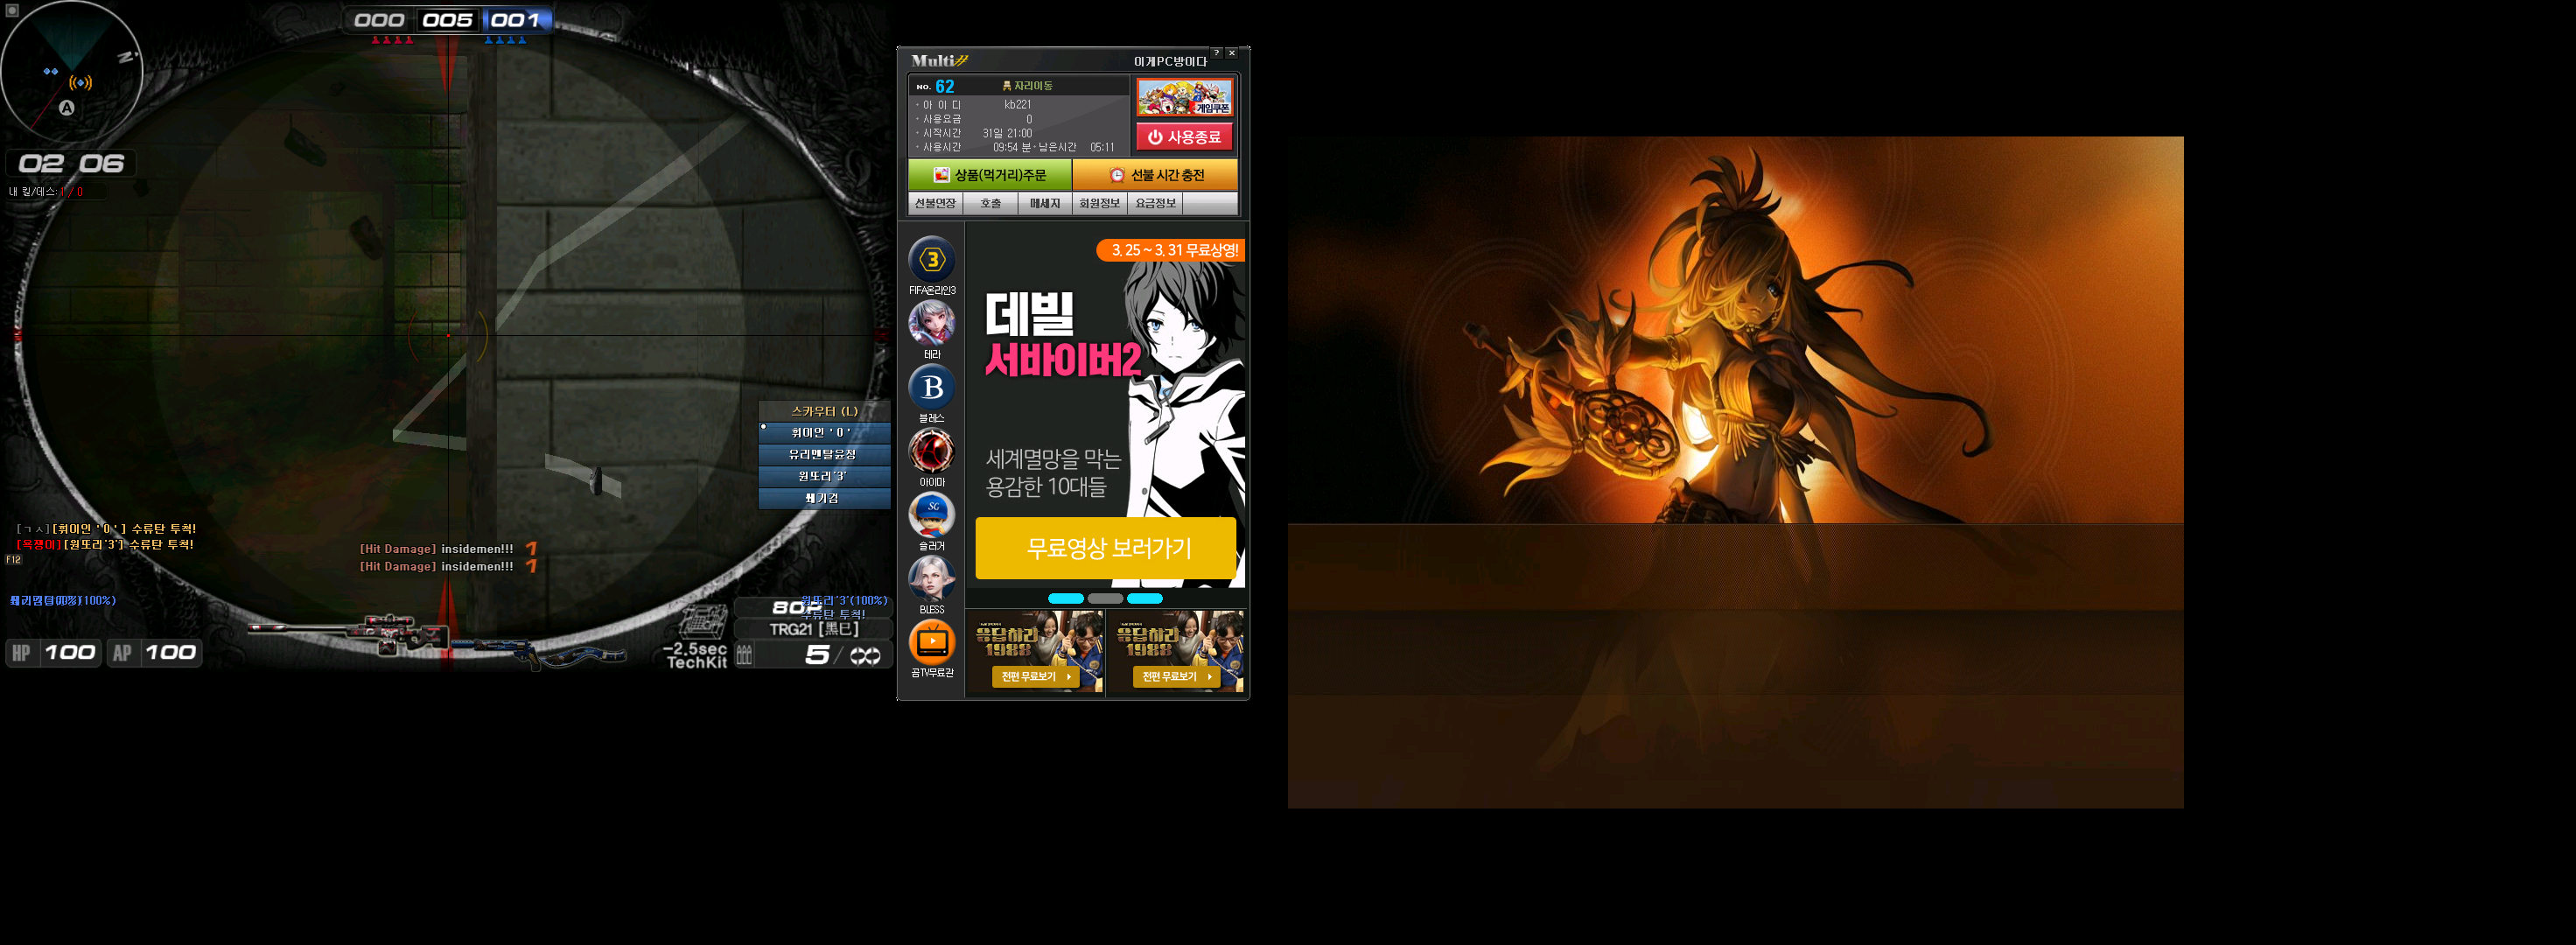 000 005 001
N
A
02 06
내 킬/데스:1 / 0
스카우터 (L)
휘이인 ' 0 '
유리멘탈윤정
원또리'3'
[ㄱㅅ][휘이인 ' 0 '] 수류탄 투척!
[육쟁이][원또리'3'] 수류탄 투척!
F12
[Hit Damage] insidemen!!! 1
[Hit Damage] insidemen!!! 1
원또리'3'(100%)
수류탄 투척!
80P
TRG21 [黑巳]
HP 100 AP 100
-2.5sec
TechKit
5/∞
Multi
이게PC방이다
? ×
NO. 62
자리이동
아 이 디 kb221
사용요금 0
시작시간 31일 21:00
사용시간 09:54 분 남은시간 05:11
게임쿠폰
사용종료
상품(먹거리)주문
선불 시간 충전
선불연장 호출 메세지 회원정보 요금정보
3
FIFA온라인3
테라
B
블레스
아이마
SG
슬러거
BLESS
곰TV무료관
3. 25 ~ 3. 31 무료상영!
데빌
서바이버2
세계멸망을 막는
용감한 10대들
무료영상 보러가기
응답하라
1988
전편 무료보기
응답하라
1988
전편 무료보기